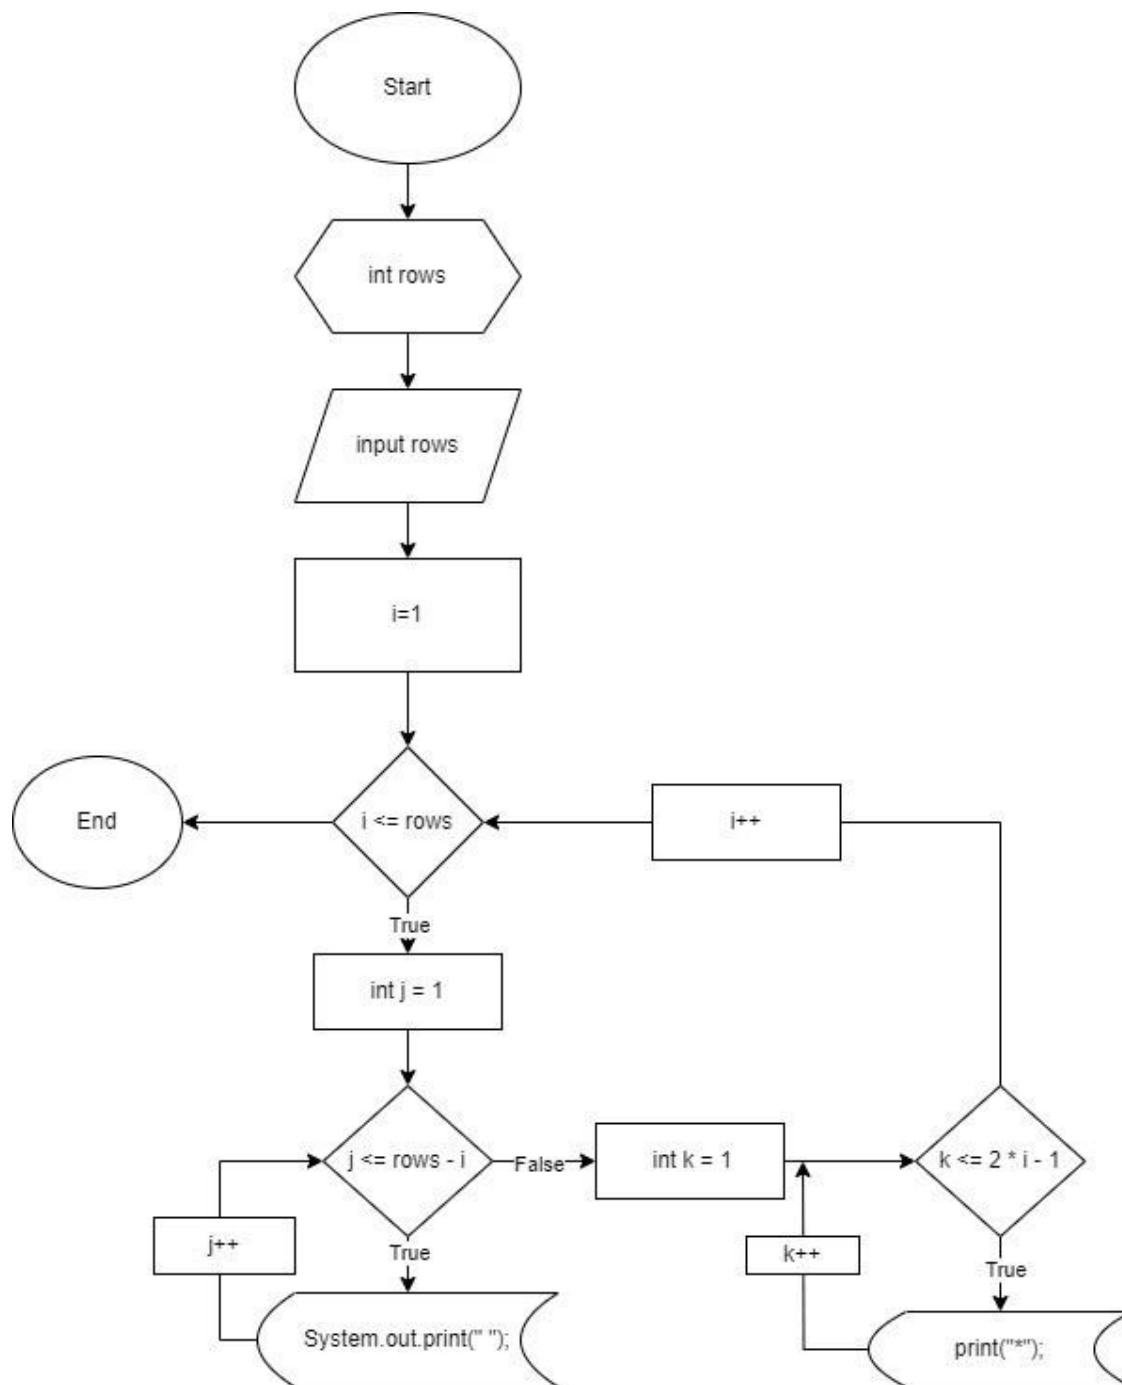 Start
int rows
input rows
i=1
End
i <= rows
i++
True
int j = 1
j <= rows - i
False
int k = 1
k <= 2 * i - 1
j++
True
k++
True
System.out.print(" ");
print("*");